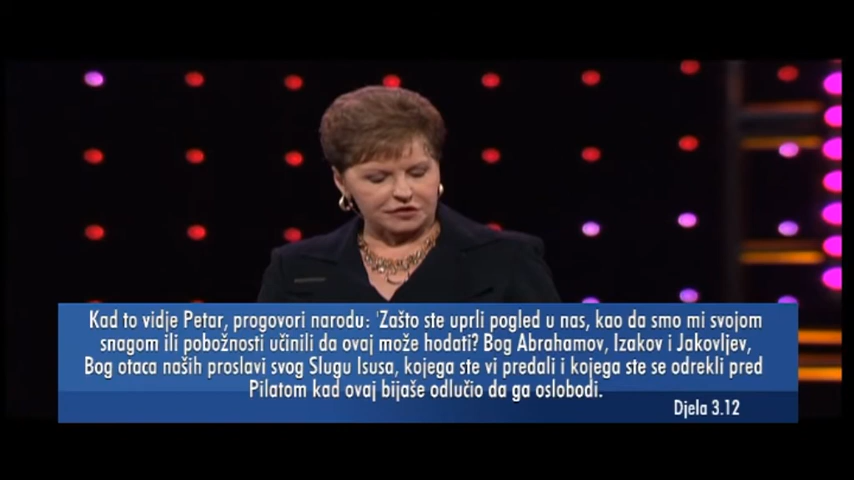 Kad to vidje Petar, progovori narodu: 'Zašto ste uprli pogled u nas, kao da smo mi svojom
snagom ili pobožnosti učinili da ovaj može hodati? Bog Abrahamov, Izakov i Jakovljev,
Bog otaca naših proslavi svog Slugu Isusa, kojega ste vi predali i kojega ste se odrekli pred
Pilatom kad ovaj bijaše odlučio da ga oslobodi.
Djela 3.12